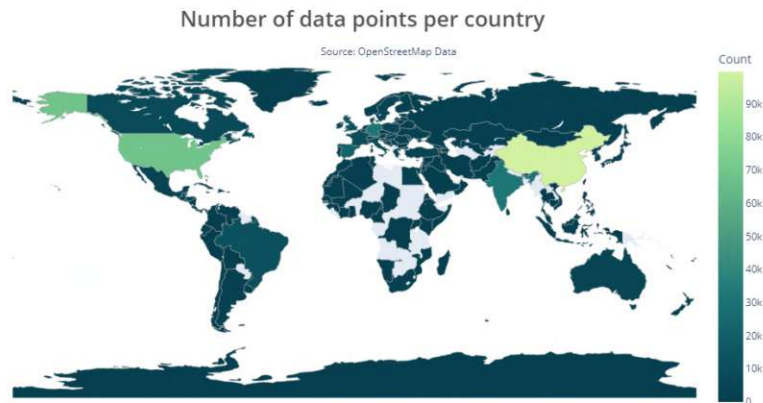 Number of data points per country
Source: OpenStreetMap Data
Count
90k
80k
70k
60k
50k
40k
30k
20k
10k
0